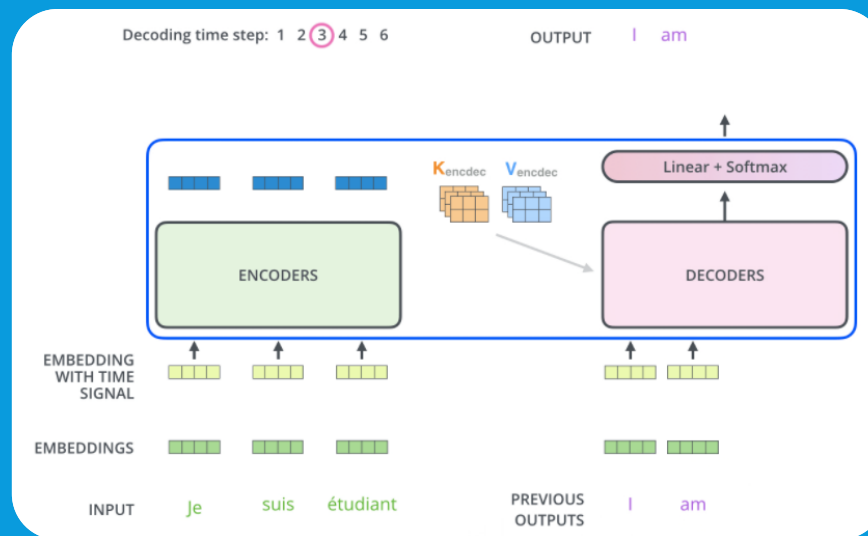 Decoding time step: 1 2 3 4 5 6
OUTPUT I am
Kencdec Vencdec
Linear + Softmax
ENCODERS
DECODERS
EMBEDDING
WITH TIME
SIGNAL
EMBEDDINGS
INPUT Je suis étudiant
PREVIOUS
OUTPUTS
I am